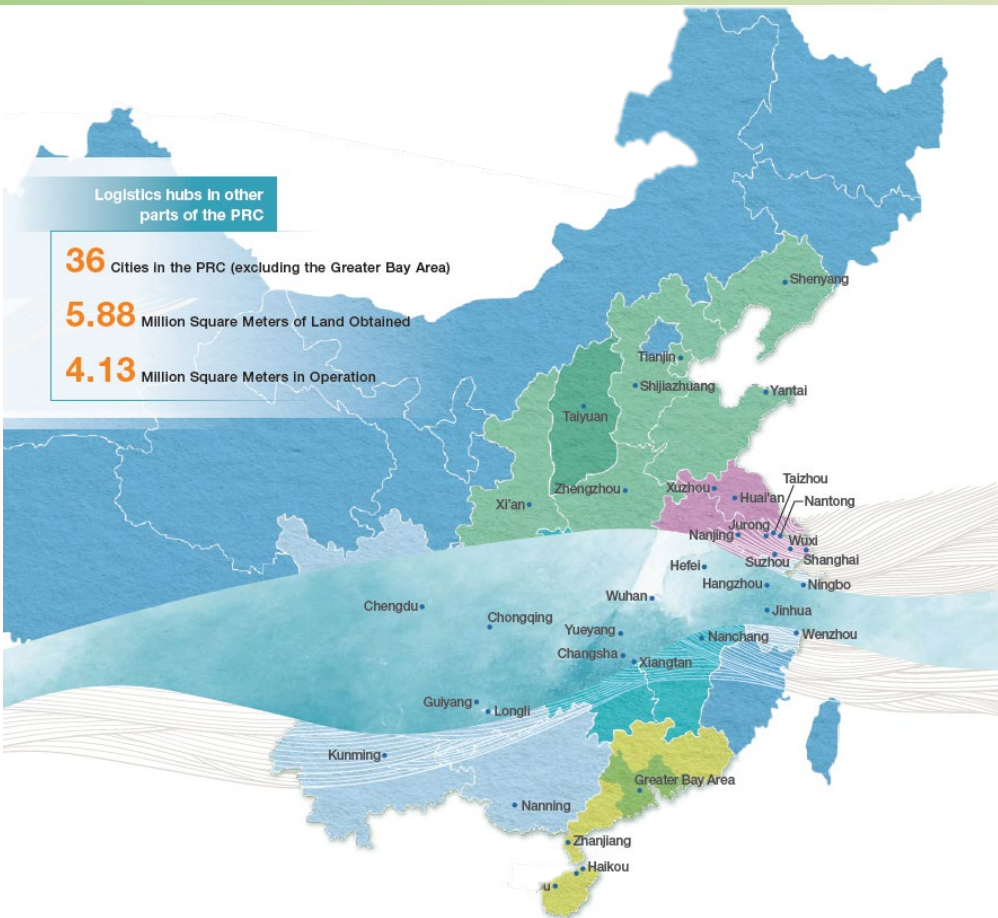 Logistics hubs in other
parts of the PRC
36 Cities in the PRC (excluding the Greater Bay Area)
5.88 Million Square Meters of Land Obtained
4.13 Million Square Meters in Operation
Shenyang
Tianjin
Shijiazhuang
Yantai
Taiyuan
Taizhou
Xuzhou
Zhengzhou
Huai'an
Nantong
Xi'an
Jurong
Nanjing
Wuxi
Shanghai
Suzhou
Hefei
Hangzhou
Ningbo
Wuhan
Chengdu
Jinhua
Chongqing
Yueyang
Wenzhou
Nanchang
Changsha
Xiangtan
Guiyang
Longli
Kunming
Greater Bay Area
Nanning
Zhanjiang
Haikou